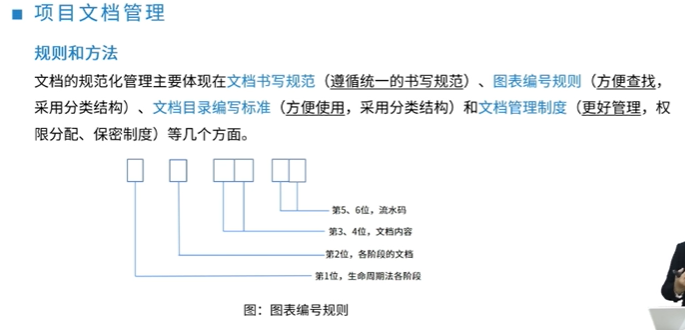 ■ 项目文档管理
规则和方法
文档的规范化管理主要体现在文档书写规范（遵循统一的书写规范）、图表编号规则（方便查找，
采用分类结构）、文档目录编写标准（方便使用，采用分类结构）和文档管理制度（更好管理，权
限分配、保密制度）等几个方面。
第5、6位，流水码
第3、4位，文档内容
第2位，各阶段的文档
第1位，生命周期法各阶段
图：图表编号规则